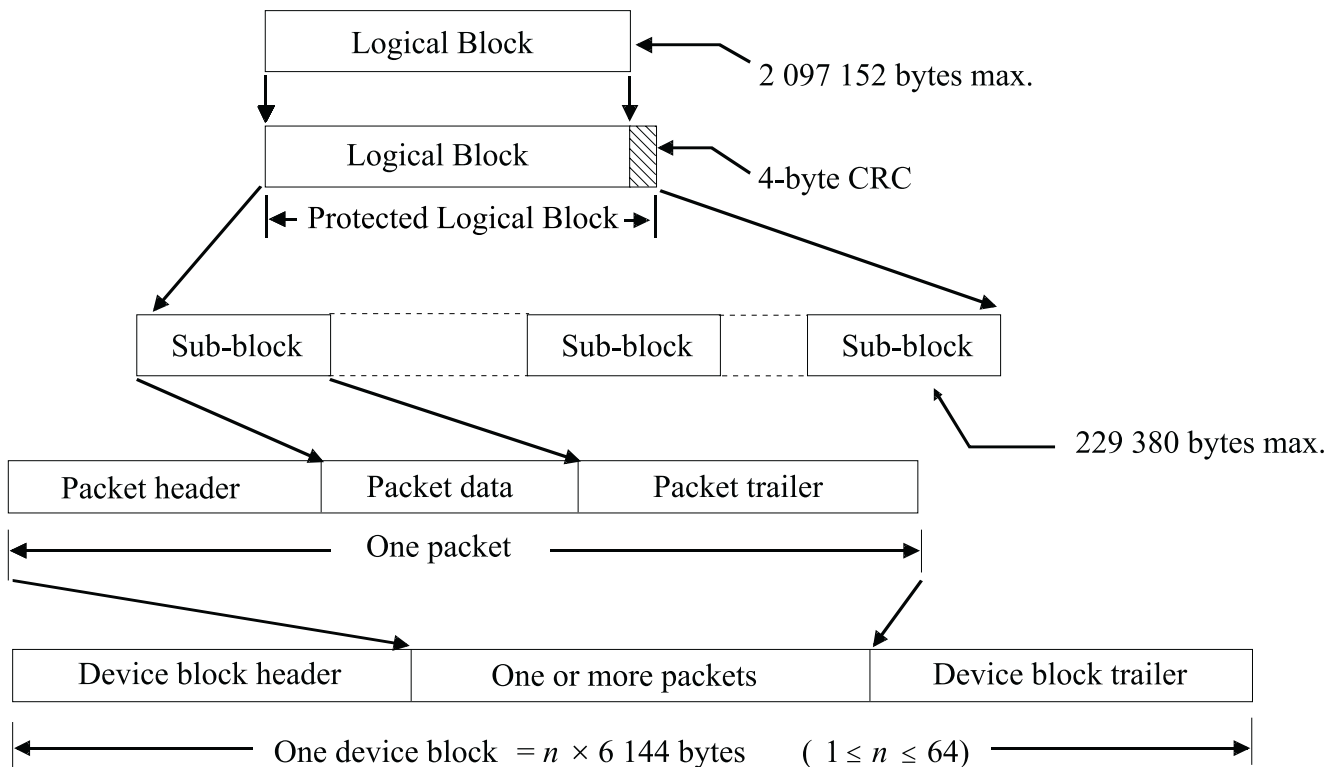 Logical Block
2 097 152 bytes max.
Logical Block
4-byte CRC
Protected Logical Block
Sub-block
Sub-block
Sub-block
229 380 bytes max.
Packet header
Packet data
Packet trailer
One packet
Device block header
One or more packets
Device block trailer
One device block = n × 6 144 bytes ( 1 ≤ n ≤ 64)